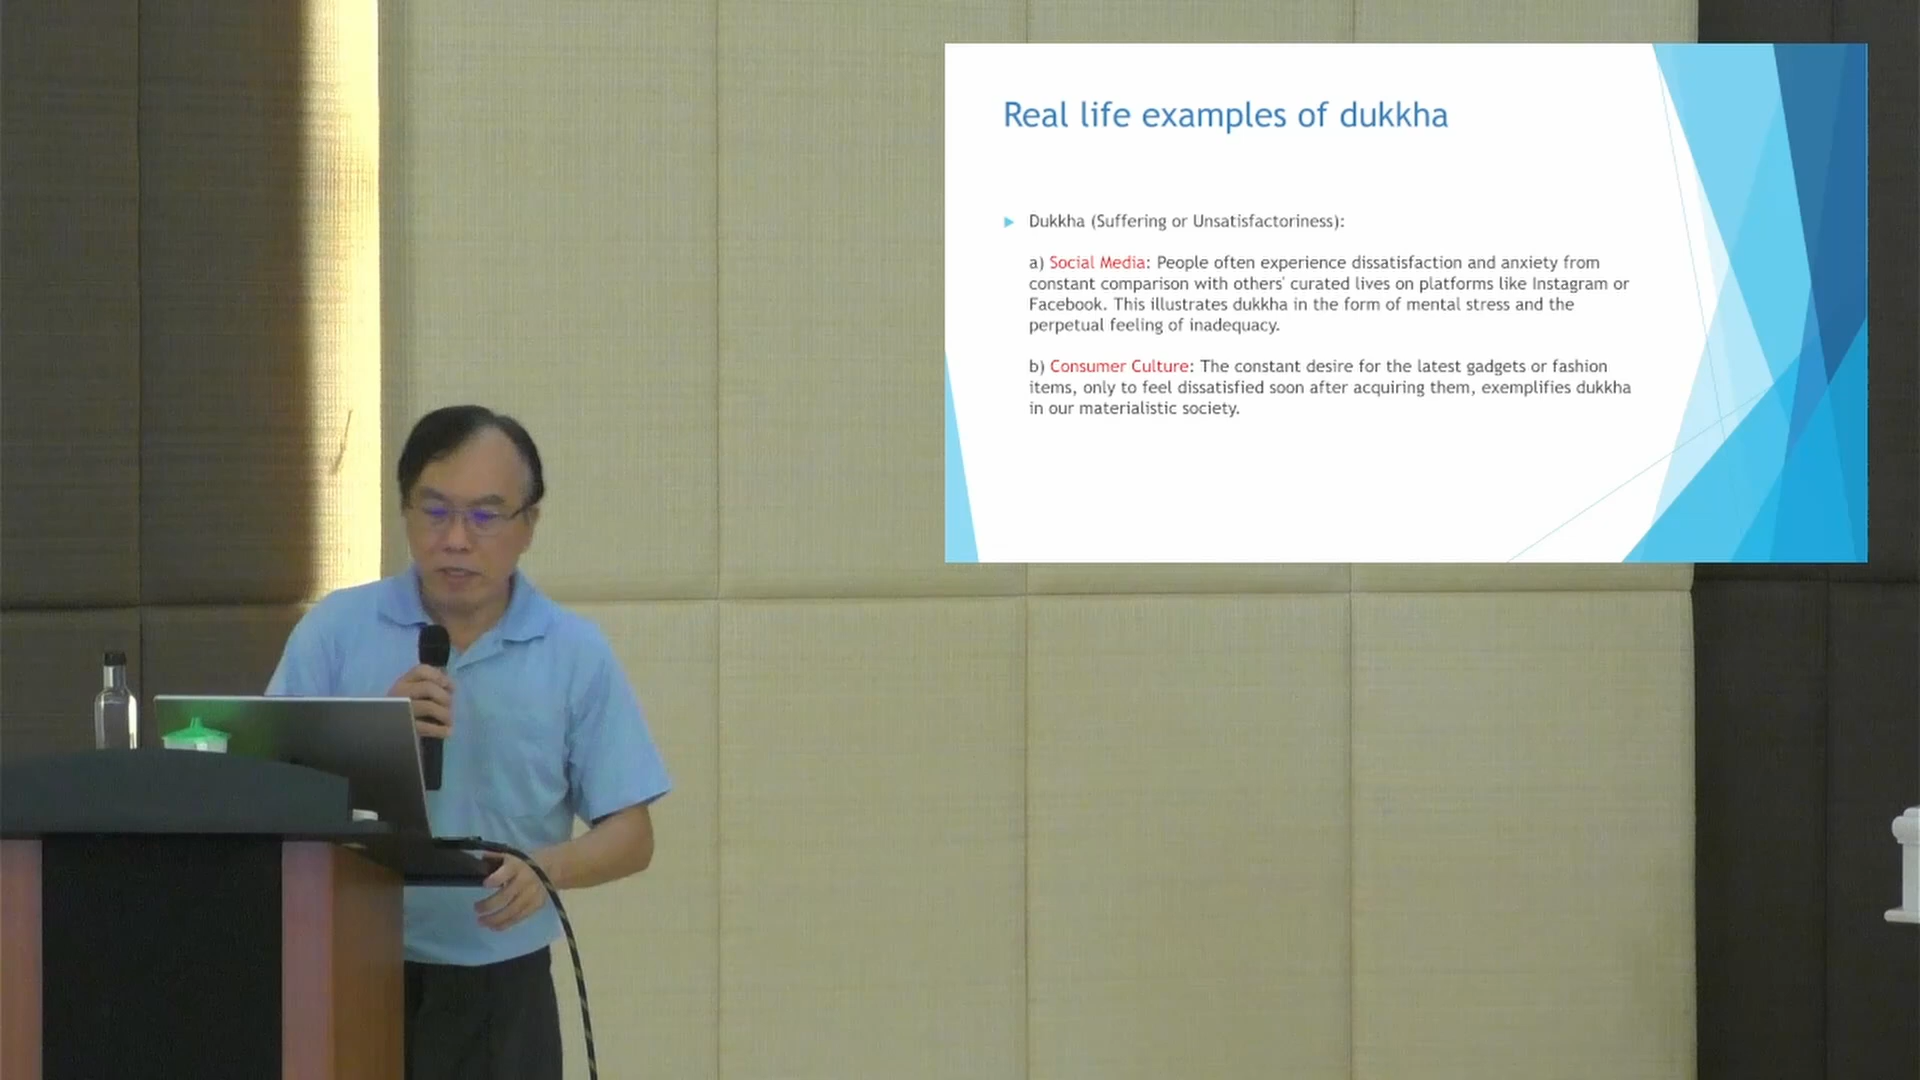 Real life examples of dukkha
Dukkha (Suffering or Unsatisfactoriness):
a) Social Media: People often experience dissatisfaction and anxiety from
constant comparison with others' curated lives on platforms like Instagram or
Facebook. This illustrates dukkha in the form of mental stress and the
perpetual feeling of inadequacy.
b) Consumer Culture: The constant desire for the latest gadgets or fashion
items, only to feel dissatisfied soon after acquiring them, exemplifies dukkha
in our materialistic society.